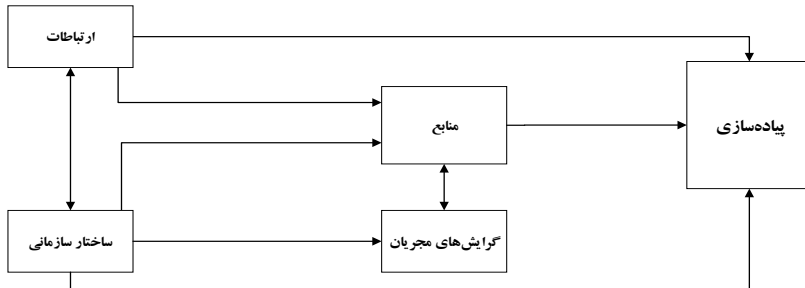 ارتباطات
منابع
پیاده‌سازی
ساختار سازمانی
گرایش‌های مجریان